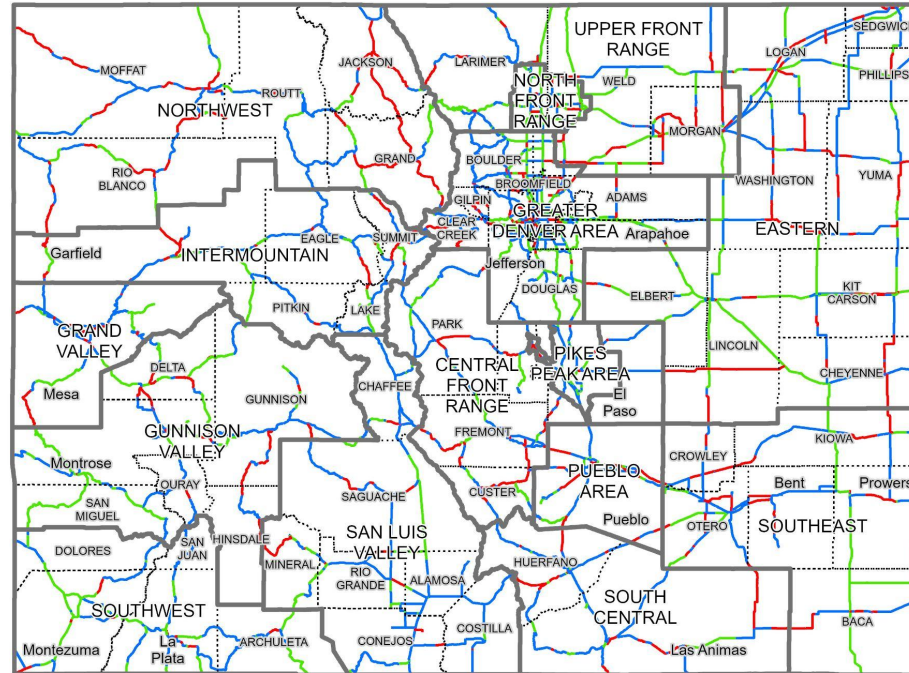 UPPER FRONT
RANGE
SEDGWICK
LOGAN
MOFFAT
JACKSON
LARIMER
PHILLIPS
NORTH
FRONT
RANGE
WELD
ROUTT
NORTHWEST
MORGAN
GRAND
BOULDER
RIO
BLANCO
BROOMFIELD
ADAMS
WASHINGTON
YUMA
GILPIN
GREATER
DENVER AREA
CLEAR
CREEK
Arapahoe
EASTERN
EAGLE
SUMMIT
Garfield
INTERMOUNTAIN
Jefferson
DOUGLAS
ELBERT
KIT
CARSON
PITKIN
LAKE
PARK
GRAND
VALLEY
LINCOLN
PIKES
PEAK AREA
DELTA
CENTRAL
FRONT
RANGE
CHEYENNE
Mesa
GUNNISON
CHAFFEE
El
Paso
GUNNISON
VALLEY
FREMONT
KIOWA
Montrose
CROWLEY
PUEBLO
AREA
OURAY
SAGUACHE
CUSTER
Bent
Prowers
SAN
MIGUEL
Pueblo
OTERO
SOUTHEAST
SAN
JUAN
HINSDALE
SAN LUIS
VALLEY
DOLORES
MINERAL
HUERFANO
RIO
GRANDE
ALAMOSA
SOUTHWEST
SOUTH
CENTRAL
COSTILLA
BACA
Montezuma
La
Plata
ARCHULETA
CONEJOS
Las Animas